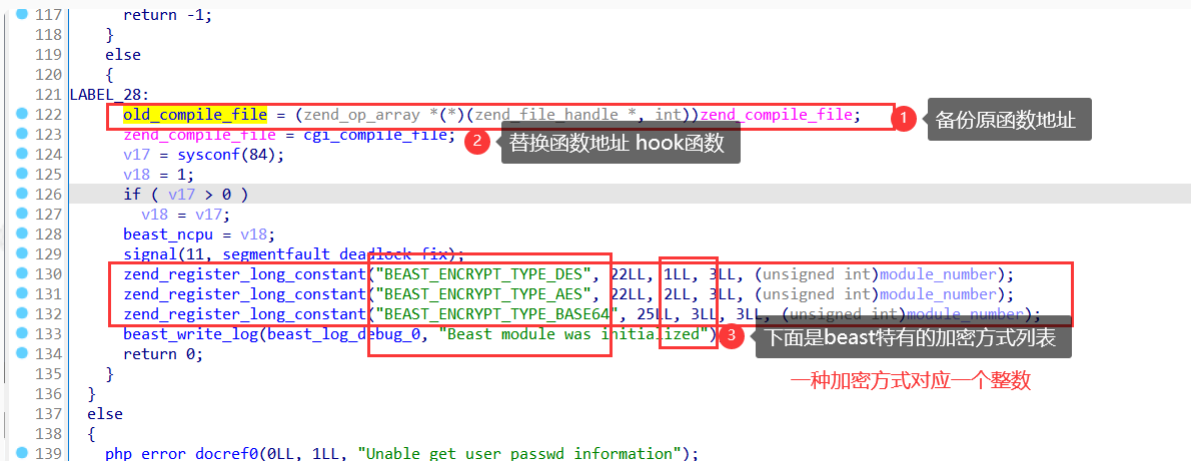 117 return -1;
118 }
119 else
120 {
121 LABEL_28:
122 old_compile_file = (zend_op_array *(*)(zend_file_handle *, int))zend_compile_file; 1 备份原函数地址
123 zend_compile_file = cgi_compile_file; 2 替换函数地址 hook函数
124 v17 = sysconf(84);
125 v18 = 1;
126 if ( v17 > 0 )
127 v18 = v17;
128 beast_ncpu = v18;
129 signal(11, segmentfault_deadlock_fix);
130 zend_register_long_constant("BEAST_ENCRYPT_TYPE_DES", 22LL, 1LL, 3LL, (unsigned int)module_number);
131 zend_register_long_constant("BEAST_ENCRYPT_TYPE_AES", 22LL, 2LL, 3LL, (unsigned int)module_number);
132 zend_register_long_constant("BEAST_ENCRYPT_TYPE_BASE64", 25LL, 3LL, 3LL, (unsigned int)module_number);
133 beast_write_log(beast_log_debug_0, "Beast module was initialized") 3 下面是beast特有的加密方式列表
134 return 0;
135 }
一种加密方式对应一个整数
136 }
137 else
138 {
139 php_error_docref0(0LL, 1LL, "Unable get user passwd information");